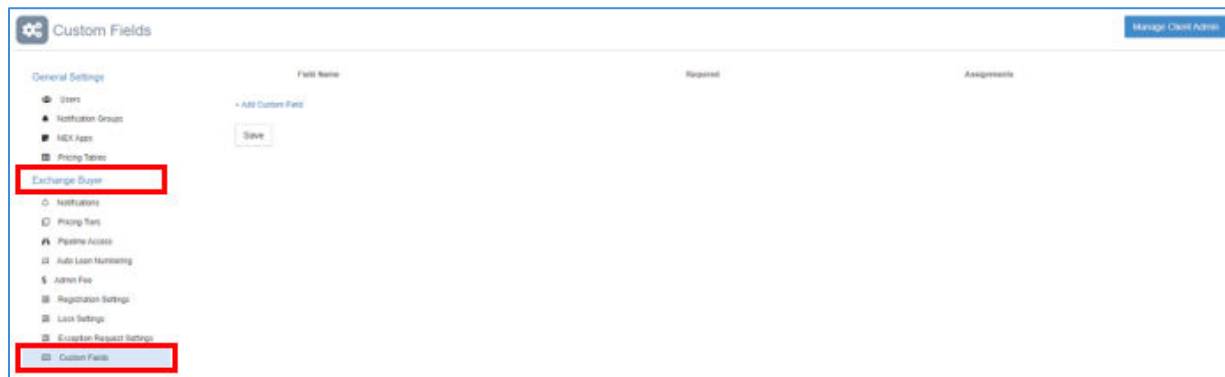 Custom Fields
Manage Client Admin
General Settings
Users
Notification Groups
NEX Apps
Pricing Tables
Exchange Buyer
Notifications
Pricing Tiers
Pipeline Access
Auto Loan Numbering
$ Admin Fee
Registration Settings
Lock Settings
Exception Request Settings
Custom Fields
Field Name Required Assignments
+ Add Custom Field
Save